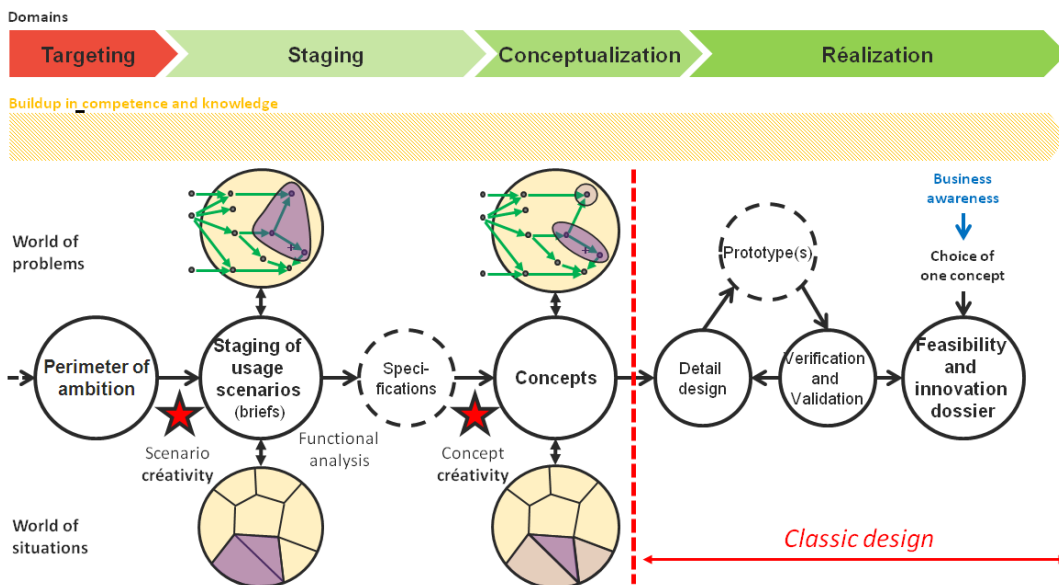 Domains
Targeting
Staging
Conceptualization
Réalization
Buildup in competence and knowledge
World of
problems
+
+
Business
awareness
Choice of
one concept
Prototype(s)
Perimeter of
ambition
Staging of
usage
scenarios
(briefs)
Speci-
fications
Concepts
Detail
design
Verification
and
Validation
Feasibility
and
innovation
dossier
Scenario
créativity
Functional
analysis
Concept
créativity
World of
situations
Classic design